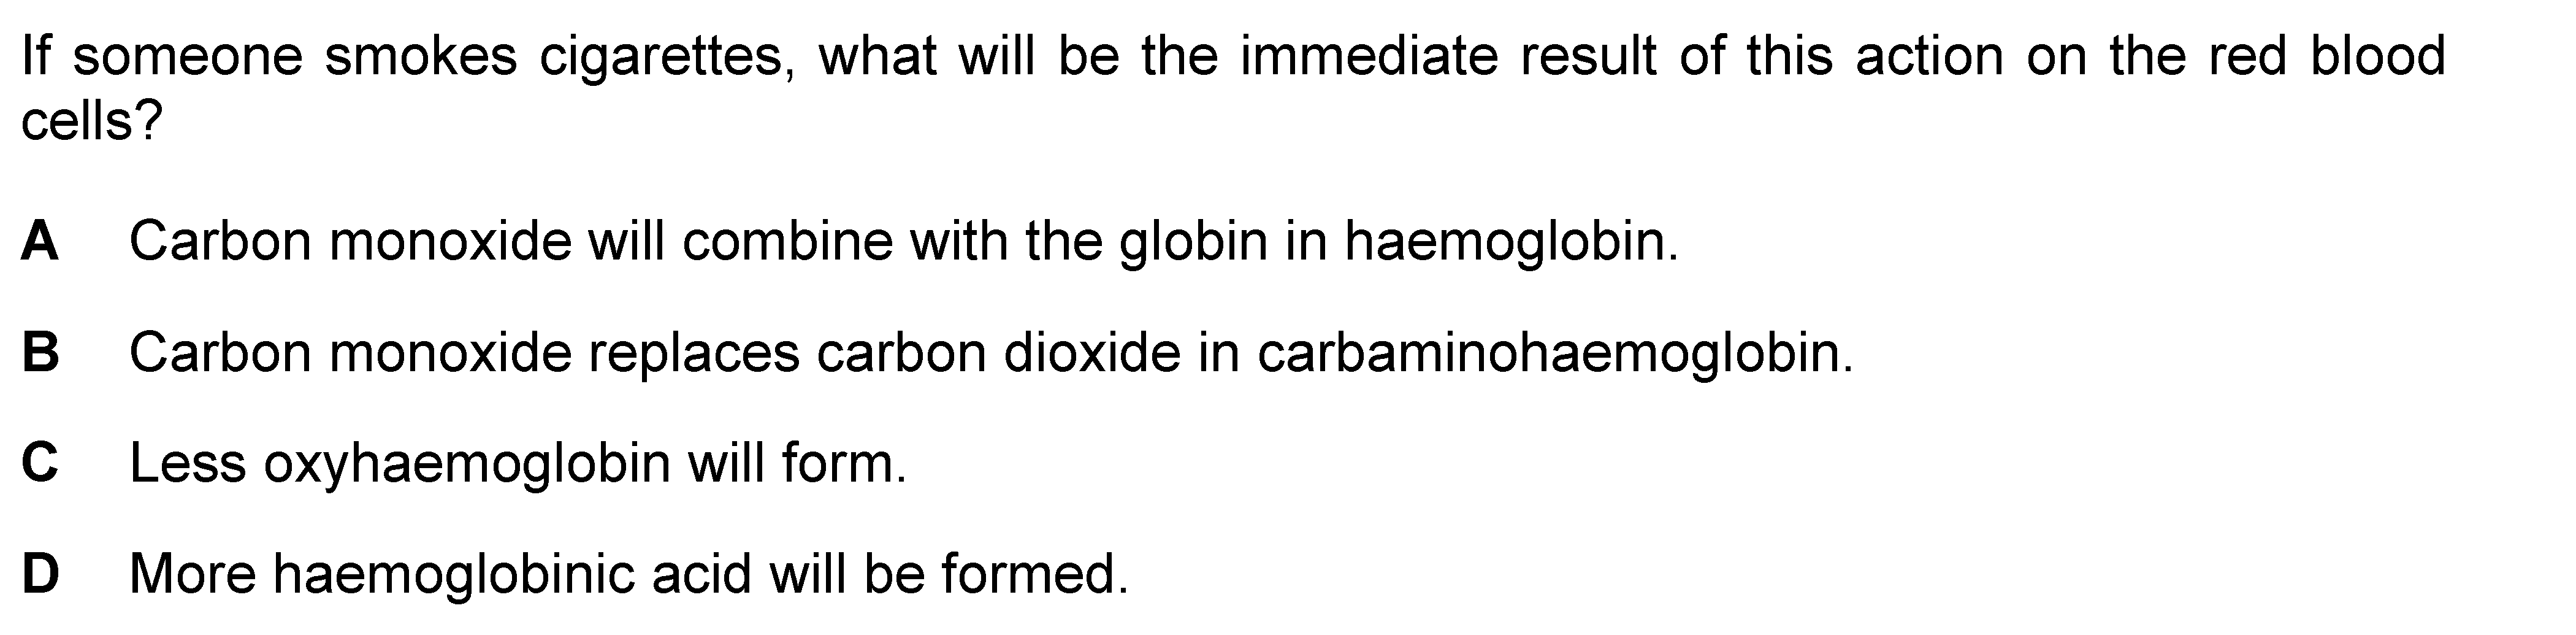 If someone smokes cigarettes, what will be the immediate result of this action on the red blood
cells?
A Carbon monoxide will combine with the globin in haemoglobin.
B Carbon monoxide replaces carbon dioxide in carbaminohaemoglobin.
C Less oxyhaemoglobin will form.
D More haemoglobinic acid will be formed.